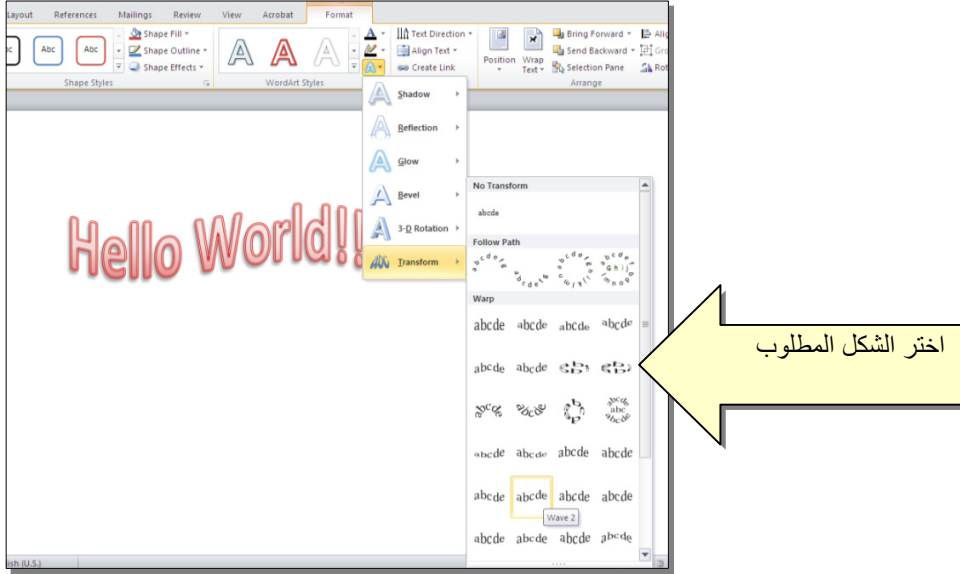 Layout References Mailings Review View Acrobat Format
Shape Fill Text Direction Bring Forward
Abc Abc Shape Outline Align Text Position Wrap Text Send Backward
Shape Effects Create Link Selection Pane
Shape Styles WordArt Styles Arrange
Shadow
Reflection
Glow
Bevel
3-D Rotation
Transform
Hello World!!
No Transform
abcde
Follow Path
Warp
abcde abcde abcde abcde
abcde abcde
abcde abcde abcde abcde
abcde abcde abcde abcde
Wave 2
abcde abcde abcde abcde
اختر الشكل المطلوب
ish (U.S.)